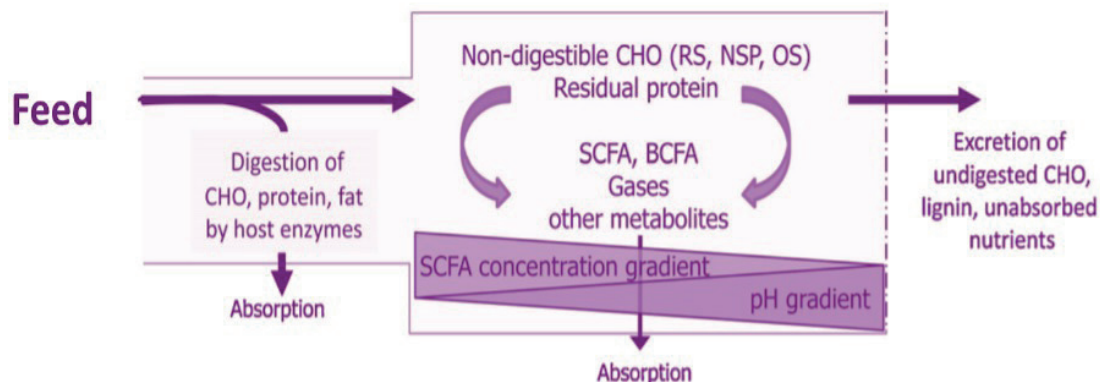 Feed
Digestion of
CHO, protein, fat
by host enzymes
Absorption
Non-digestible CHO (RS, NSP, OS)
Residual protein
SCFA, BCFA
Gases
other metabolites
SCFA concentration gradient
pH gradient
Absorption
Excretion of
undigested CHO,
lignin, unabsorbed
nutrients